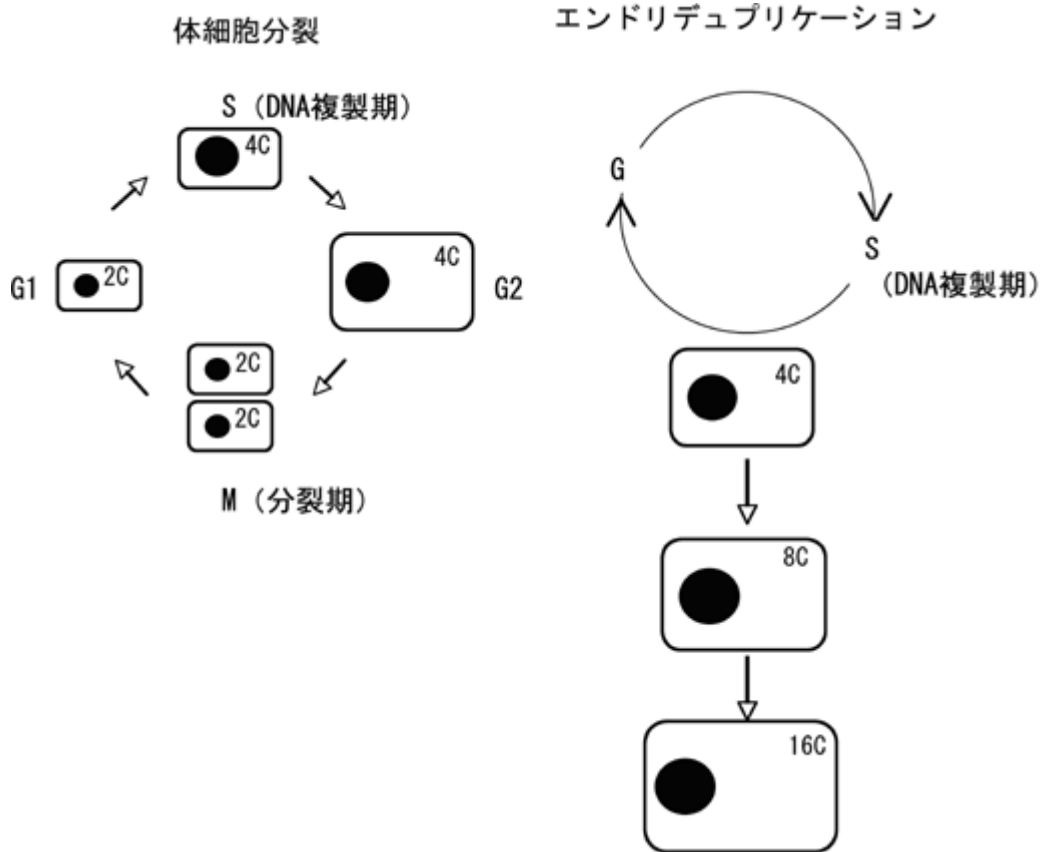 体細胞分裂
S (DNA複製期)
4C
G1
2C
4C
G2
2C
2C
M (分裂期)
エンドリデュプリケーション
G
S
(DNA複製期)
4C
8C
16C